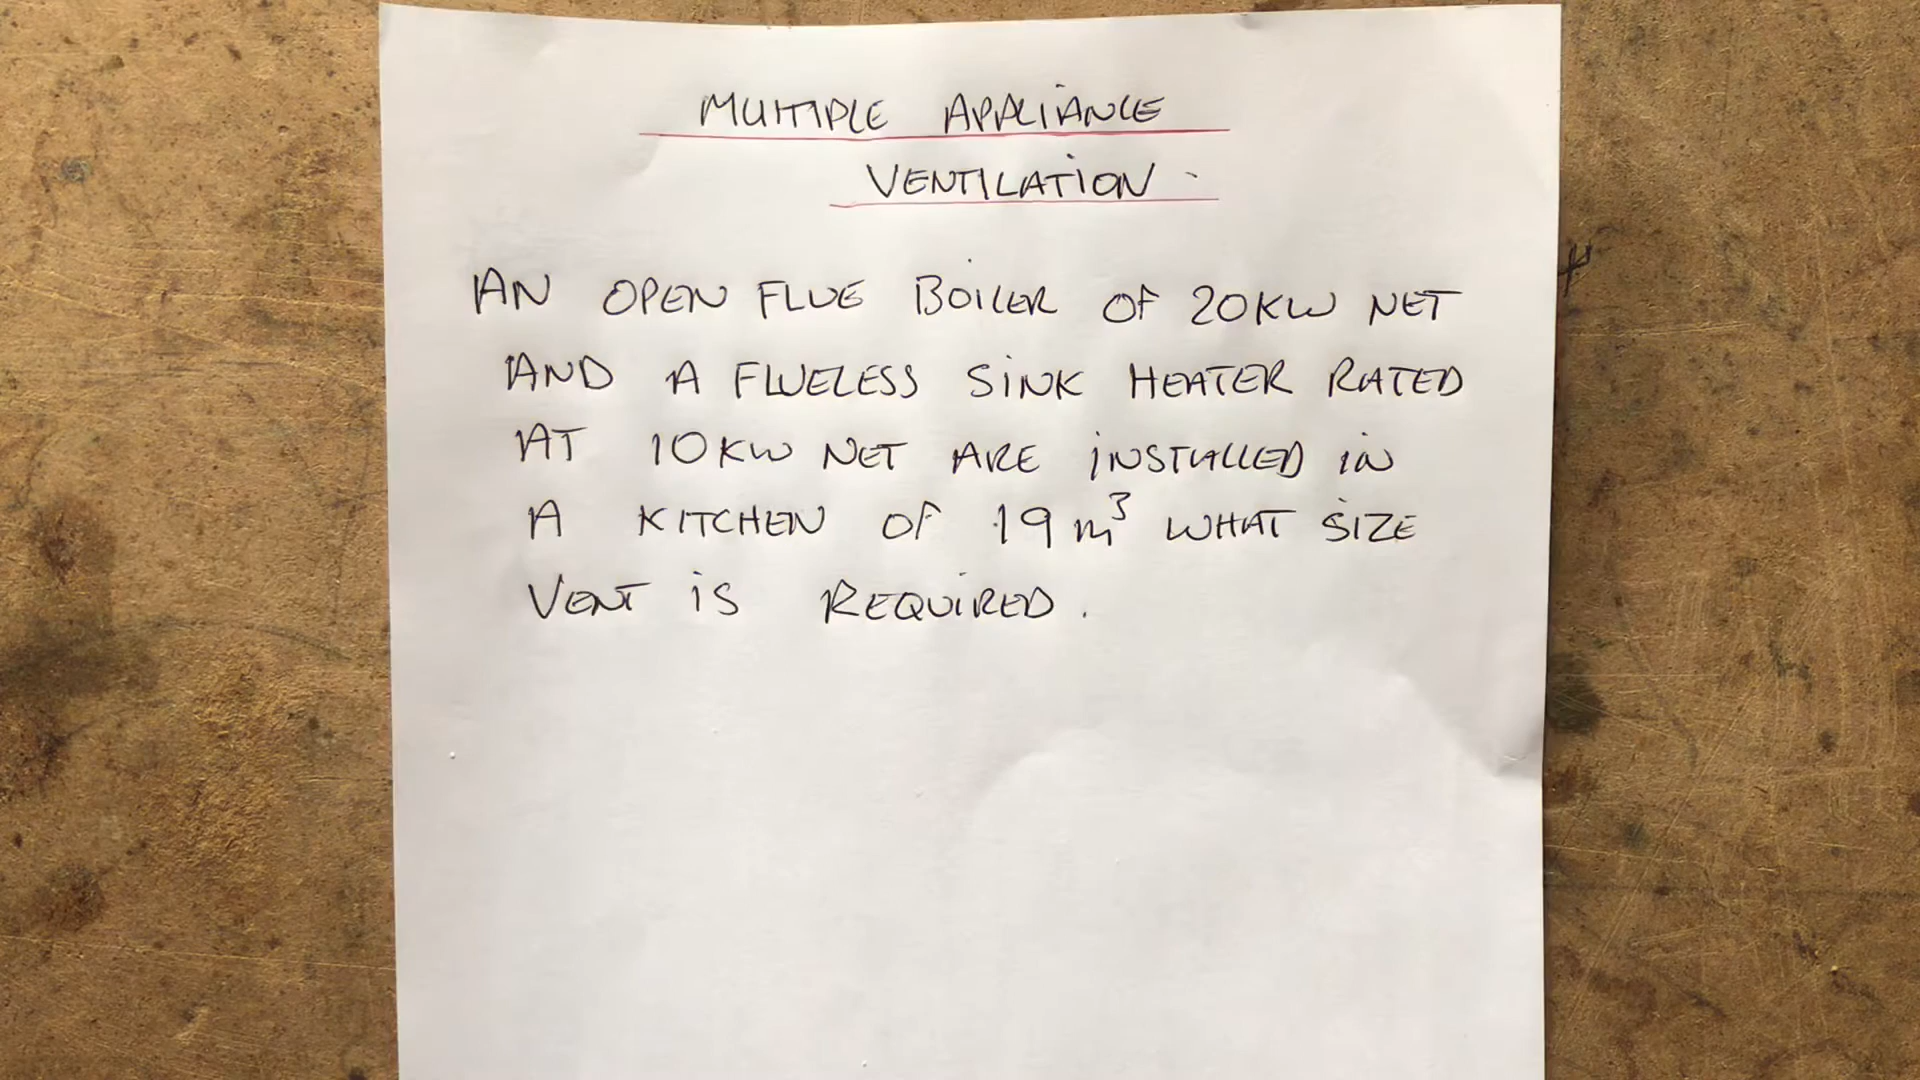 MULTIPLE APPLIANCE
VENTILATION
AN OPEN FLUE BOILER OF 20KW NET
AND A FLUELESS SINK HEATER RATED
AT 10KW NET ARE INSTALLED IN
A KITCHEN OF 19m³ WHAT SIZE
VENT IS REQUIRED.